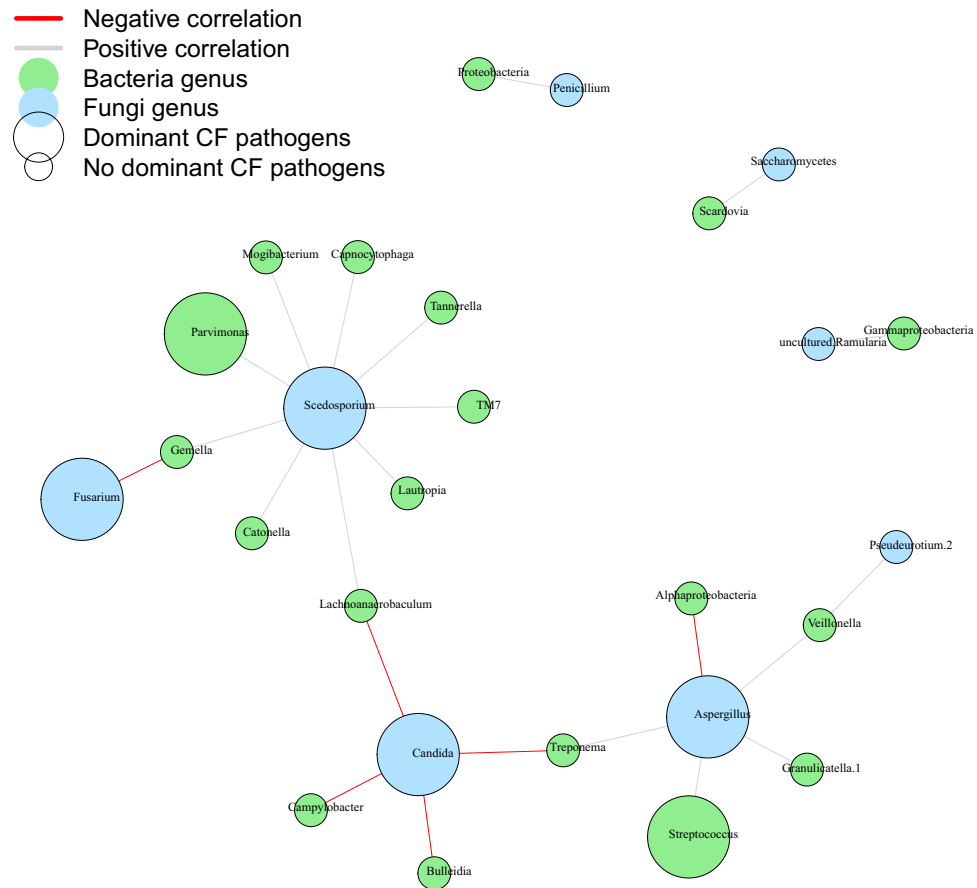 Negative correlation
Positive correlation
Bacteria genus
Fungi genus
Dominant CF pathogens
No dominant CF pathogens
Proteobacteria
Penicillium
Saccharomycetes
Scardovia
Mogibacterium
Capnocytophaga
Tannerella
Parvimonas
Gammaproteobacteria
uncultured.Ramularia
Scedosporium
TM7
Gemella
Lautropia
Fusarium
Catonella
Pseudeurotium.2
Alphaproteobacteria
Lachnoanaerobaculum
Veillonella
Aspergillus
Treponema
Candida
Granulicatella.1
Campylobacter
Streptococcus
Bulleidia